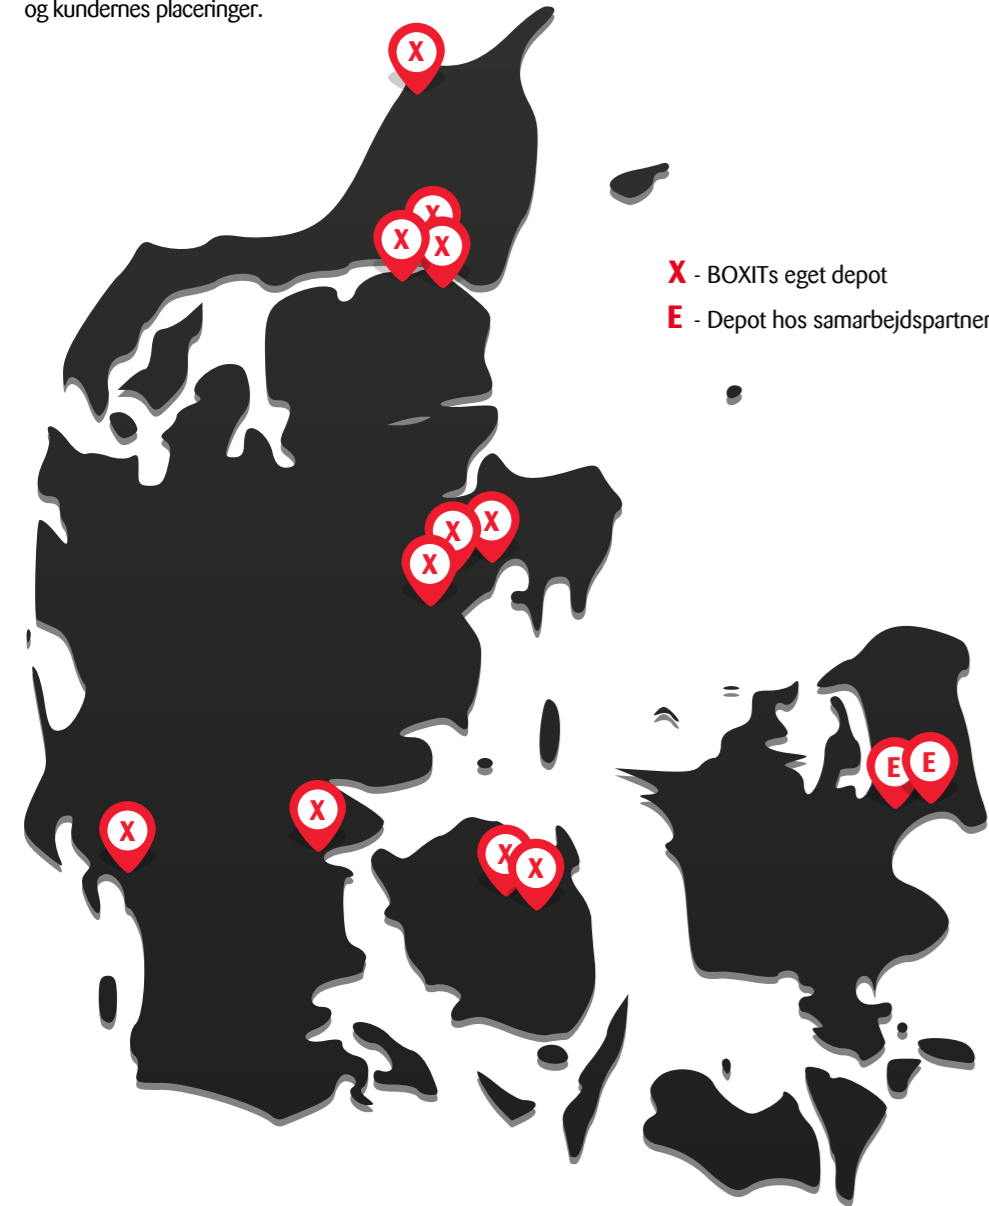 og kundernes placeringer.
X
X
X
X
X - BOXITs eget depot
E - Depot hos samarbejdspartner
X
X
X
E
E
X
X
X
X